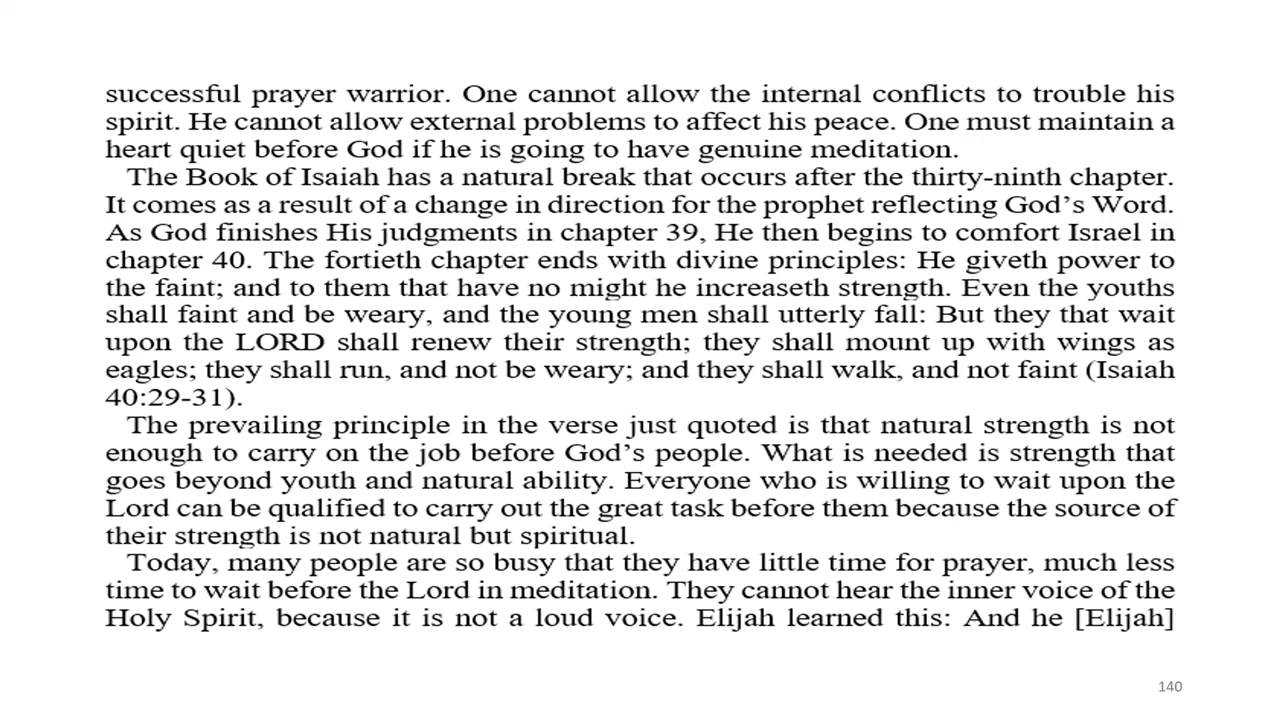 successful prayer warrior. One cannot allow the internal conflicts to trouble his
spirit. He cannot allow external problems to affect his peace. One must maintain a
heart quiet before God if he is going to have genuine meditation.
The Book of Isaiah has a natural break that occurs after the thirty-ninth chapter.
It comes as a result of a change in direction for the prophet reflecting God’s Word.
As God finishes His judgments in chapter 39, He then begins to comfort Israel in
chapter 40. The fortieth chapter ends with divine principles: He giveth power to
the faint; and to them that have no might he increaseth strength. Even the youths
shall faint and be weary, and the young men shall utterly fall: But they that wait
upon the LORD shall renew their strength; they shall mount up with wings as
eagles; they shall run, and not be weary; and they shall walk, and not faint (Isaiah
40:29-31).
The prevailing principle in the verse just quoted is that natural strength is not
enough to carry on the job before God’s people. What is needed is strength that
goes beyond youth and natural ability. Everyone who is willing to wait upon the
Lord can be qualified to carry out the great task before them because the source of
their strength is not natural but spiritual.
Today, many people are so busy that they have little time for prayer, much less
time to wait before the Lord in meditation. They cannot hear the inner voice of the
Holy Spirit, because it is not a loud voice. Elijah learned this: And he [Elijah]
140